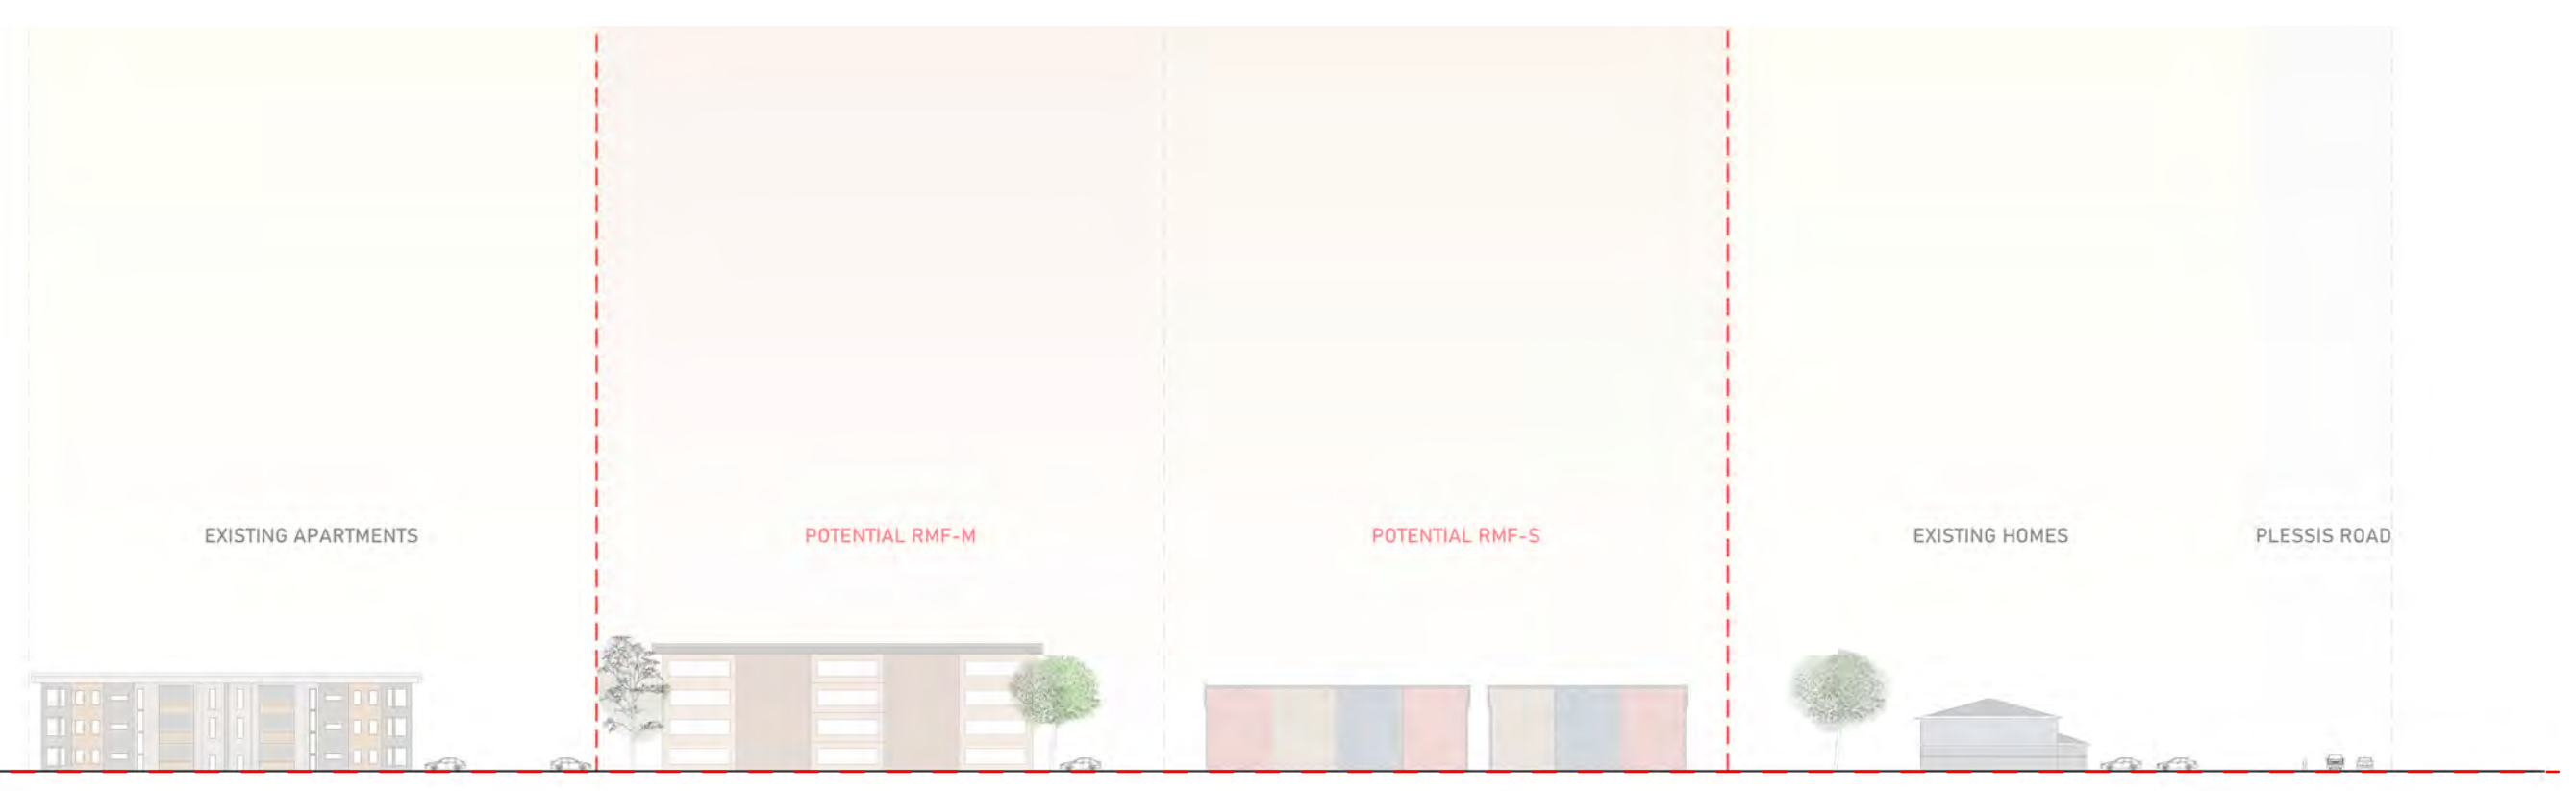 EXISTING APARTMENTS
POTENTIAL RMF-M
POTENTIAL RMF-S
EXISTING HOMES
PLESSIS ROAD